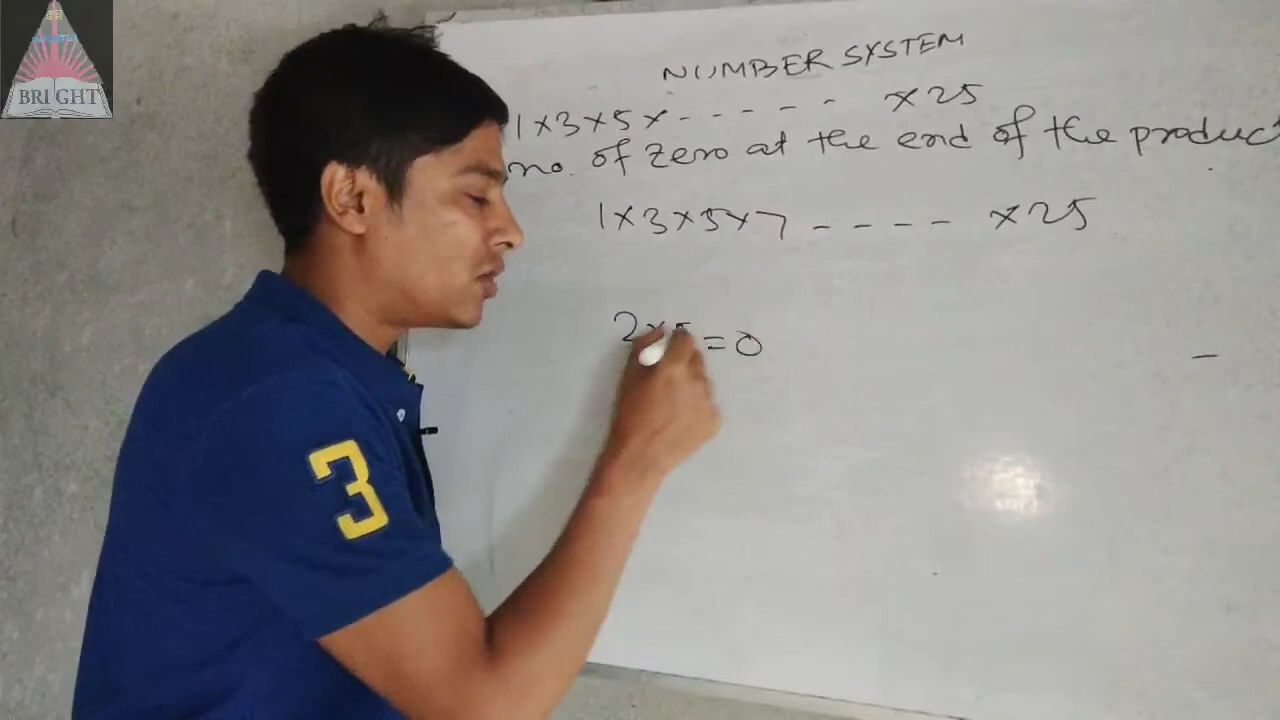 BRIGHT
NUMBER SYSTEM
1×3×5×----- ×25
no. of zero at the end of the produc
1×3×5×7 ---- ×25
2×5=0
3